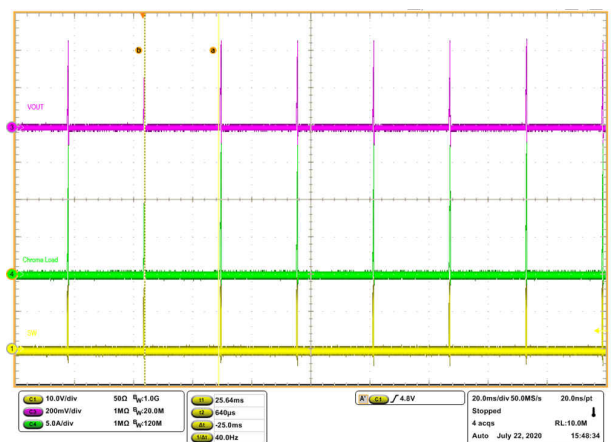 b
a
VOUT
3
Chroma Load
4
SW
1
C1 10.0V/div 50Ω BW:1.0G
C3 200mV/div 1MΩ BW:20.0M
C4 5.0A/div 1MΩ BW:120M
t1 25.64ms
t2 640µs
Δt -25.0ms
1/Δt 40.0Hz
A' C1 4.8V
20.0ms/div 50.0MS/s 20.0ns/pt
Stopped
4 acqs RL:10.0M
Auto July 22, 2020 15:48:34